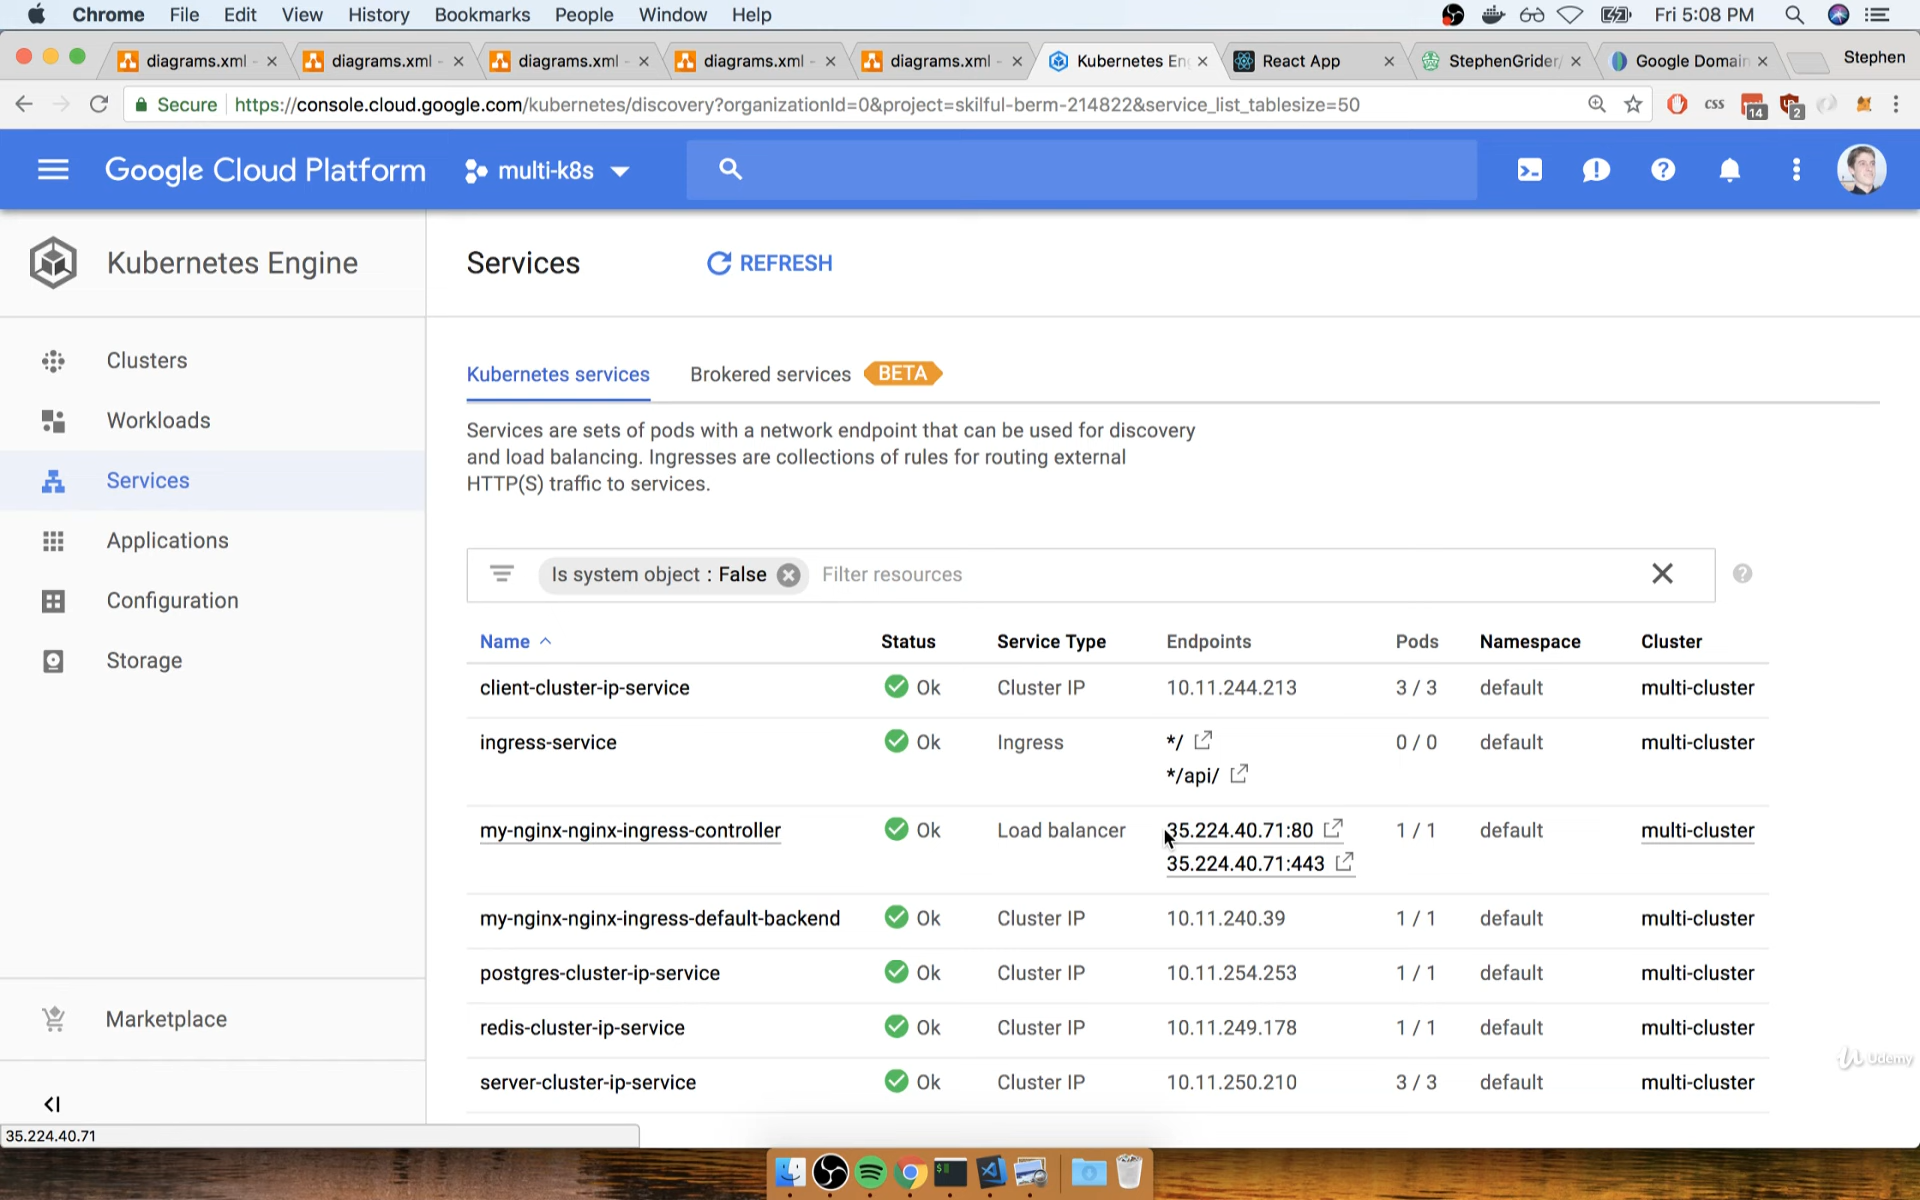 Chrome File Edit View History Bookmarks People Window Help Fri 5:08 PM
diagrams.xml - diagrams.xml - diagrams.xml - diagrams.xml - diagrams.xml - Kubernetes En React App StephenGrider/ Google Domain Stephen
Secure https://console.cloud.google.com/kubernetes/discovery?organizationId=0&project=skilful-berm-214822&service_list_tablesize=50 CSS 14 2
Google Cloud Platform multi-k8s
Kubernetes Engine
Services REFRESH
Clusters
Workloads
Services
Applications
Configuration
Storage
Marketplace
Kubernetes services Brokered services BETA
Services are sets of pods with a network endpoint that can be used for discovery
and load balancing. Ingresses are collections of rules for routing external
HTTP(S) traffic to services.
Is system object : False Filter resources
Name Status Service Type Endpoints Pods Namespace Cluster
client-cluster-ip-service Ok Cluster IP 10.11.244.213 3 / 3 default multi-cluster
ingress-service Ok Ingress */ 0 / 0 default multi-cluster
*/api/
my-nginx-nginx-ingress-controller Ok Load balancer 35.224.40.71:80 1 / 1 default multi-cluster
35.224.40.71:443
my-nginx-nginx-ingress-default-backend Ok Cluster IP 10.11.240.39 1 / 1 default multi-cluster
postgres-cluster-ip-service Ok Cluster IP 10.11.254.253 1 / 1 default multi-cluster
redis-cluster-ip-service Ok Cluster IP 10.11.249.178 1 / 1 default multi-cluster
server-cluster-ip-service Ok Cluster IP 10.11.250.210 3 / 3 default multi-cluster
Udemy
35.224.40.71